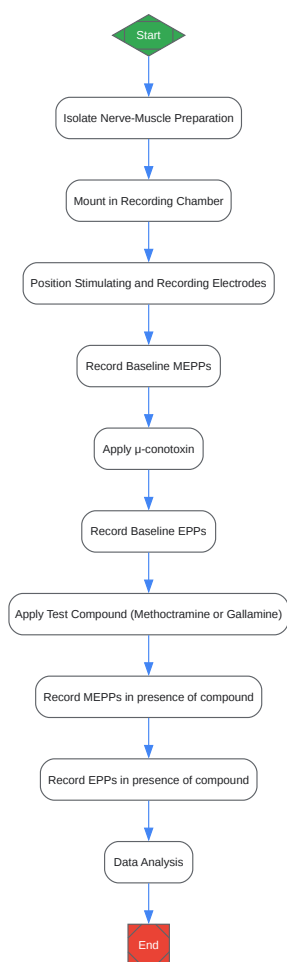 Start
Isolate Nerve-Muscle Preparation
Mount in Recording Chamber
Position Stimulating and Recording Electrodes
Record Baseline MEPPs
Apply μ-conotoxin
Record Baseline EPPs
Apply Test Compound (Methoctramine or Gallamine)
Record MEPPs in presence of compound
Record EPPs in presence of compound
Data Analysis
End